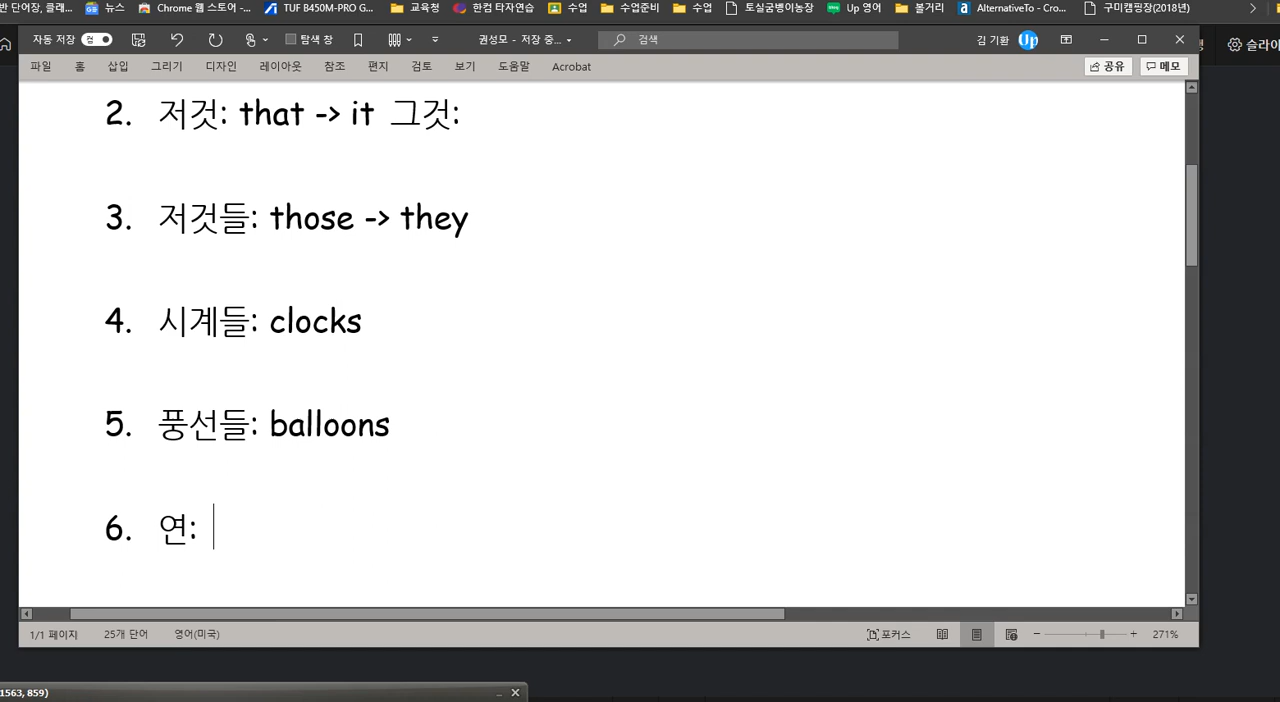 반 단어장, 클래... 뉴스 Chrome 웹 스토어 -... TUF B450M-PRO G... 교육청 한컴 타자연습 수업 수업준비 수업 토실굼벵이농장 Up 영어 볼거리 AlternativeTo - Cro... 구미캠핑장(2018년)
자동 저장 컴 탐색 창 권성모 - 저장 중... 검색 김 기환 Up 슬라이
파일 홈 삽입 그리기 디자인 레이아웃 참조 편지 검토 보기 도움말 Acrobat 공유 메모
2. 저것: that -> it 그것:
3. 저것들: those -> they
4. 시계들: clocks
5. 풍선들: balloons
6. 연:
1/1 페이지 25개 단어 영어(미국) 포커스 271%
1563, 859)